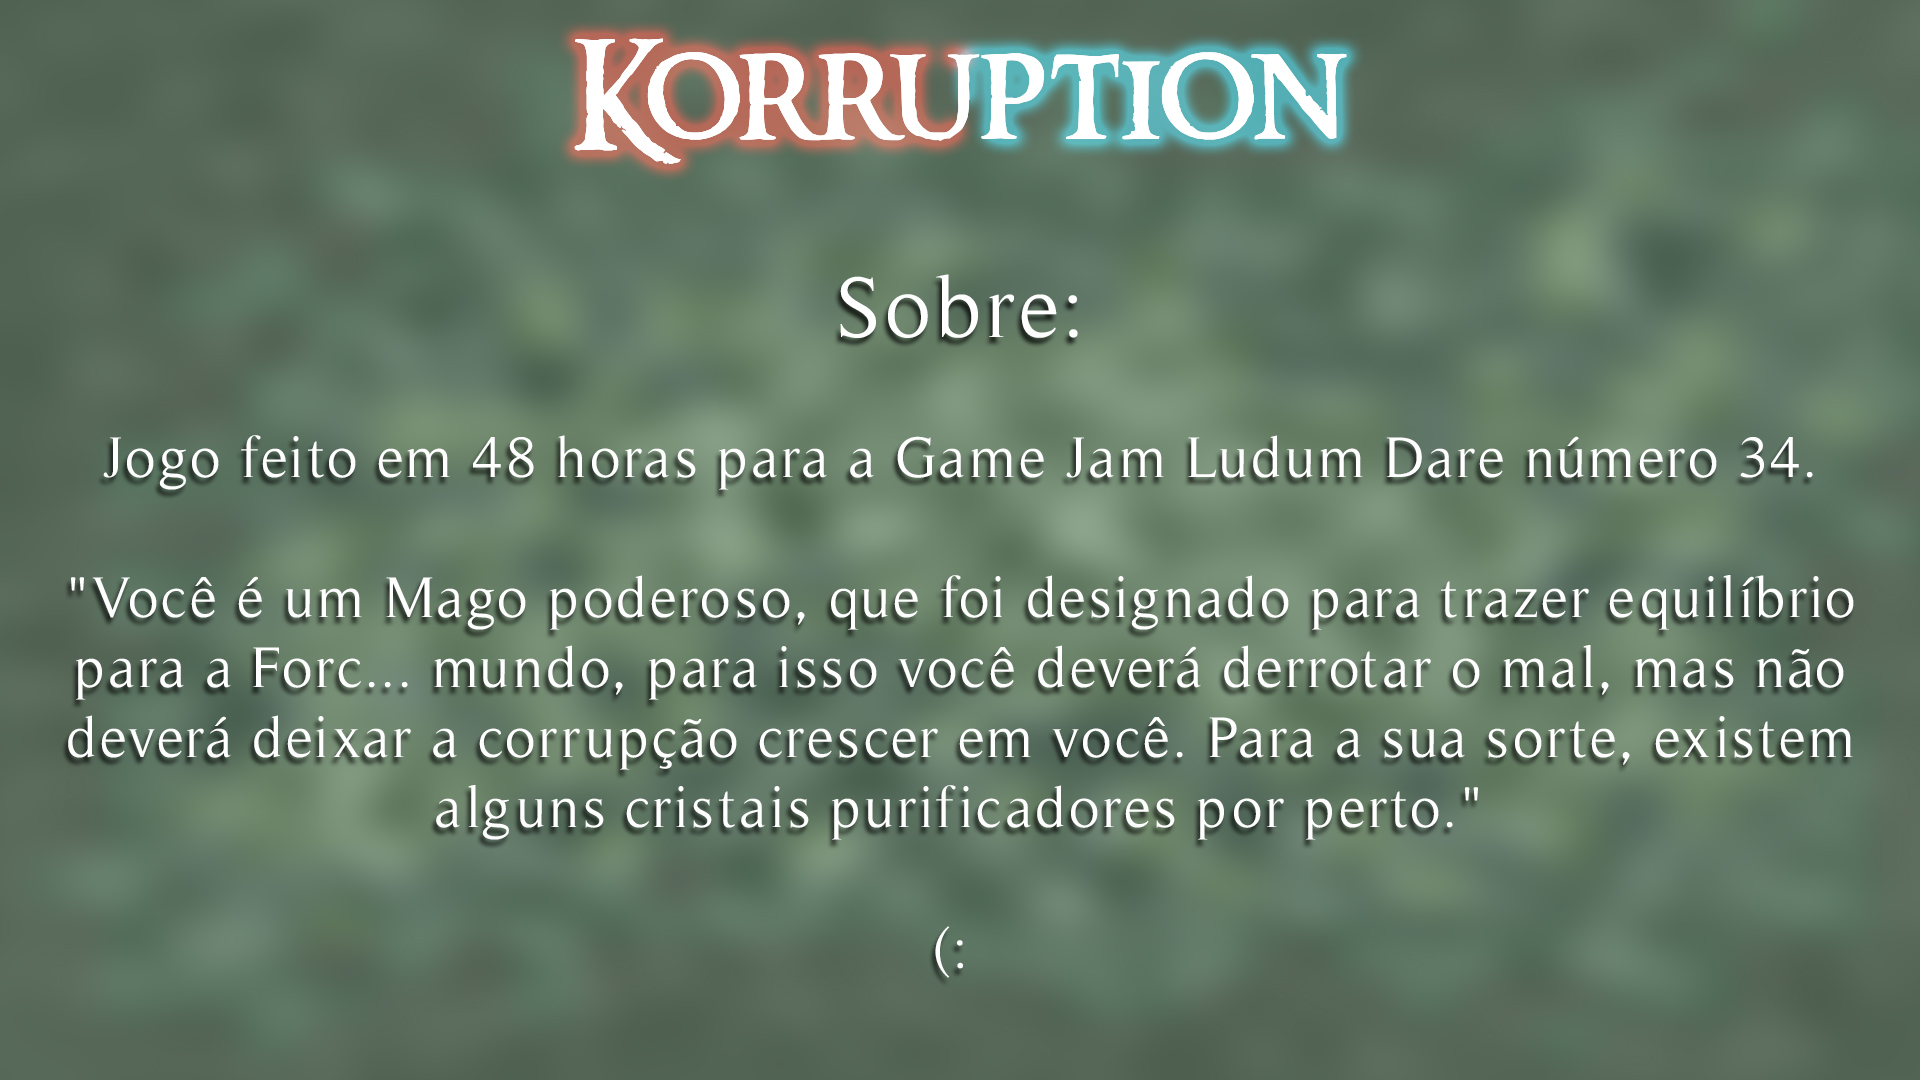 KORRUPTION
Sobre:
Jogo feito em 48 horas para a Game Jam Ludum Dare número 34.
"Você é um Mago poderoso, que foi designado para trazer equilíbrio
para a Forc... mundo, para isso você deverá derrotar o mal, mas não
deverá deixar a corrupção crescer em você. Para a sua sorte, existem
alguns cristais purificadores por perto."
(: